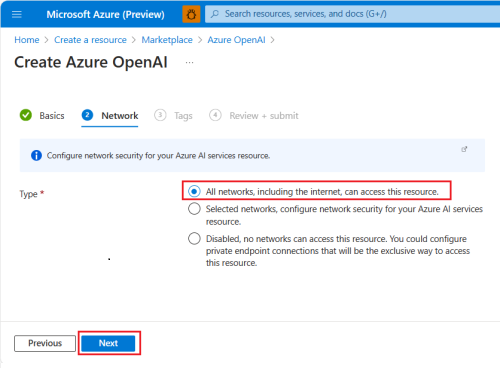 Microsoft Azure (Preview)
Search resources, services, and docs (G+/)
Home > Create a resource > Marketplace > Azure OpenAI >
Create Azure OpenAI ...
Basics 2 Network 3 Tags 4 Review + submit
Configure network security for your Azure AI services resource.
Type *
All networks, including the internet, can access this resource.
Selected networks, configure network security for your Azure AI services
resource.
Disabled, no networks can access this resource. You could configure
private endpoint connections that will be the exclusive way to access
this resource.
Previous Next